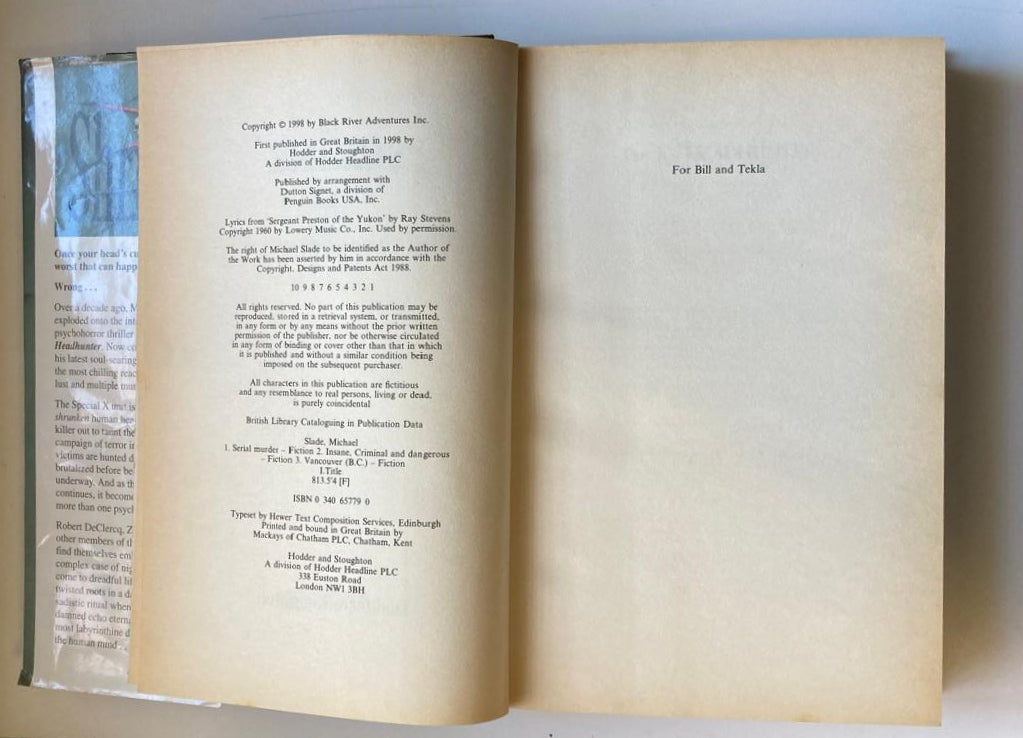 Once your head's cu
worst that can happ
Wrong . . .
Over a decade ago, M
exploded onto the int
psychohorror thriller
Headhunter. Now co
his latest soul-searing
the most chilling reac
lust and multiple mur
The Special X unit is
shrunken human hea
killer out to taunt the
campaign of terror in
victims are hunted d
brutalized before be
underway. And as th
continues, it become
more than one psycl
Robert DeClercq, Z
other members of th
find themselves em
complex case of nig
come to dreadful lif
twisted roots in a da
sadistic ritual when
damned echo etern
most labyrinthine d
the human mind . .
Copyright © 1998 by Black River Adventures Inc.
First published in Great Britain in 1998 by
Hodder and Stoughton
A division of Hodder Headline PLC
Published by arrangement with
Dutton Signet, a division of
Penguin Books USA, Inc.
Lyrics from 'Sergeant Preston of the Yukon' by Ray Stevens
Copyright 1960 by Lowery Music Co., Inc. Used by permission.
The right of Michael Slade to be identified as the Author of
the Work has been asserted by him in accordance with the
Copyright, Designs and Patents Act 1988.
10 9 8 7 6 5 4 3 2 1
All rights reserved. No part of this publication may be
reproduced, stored in a retrieval system, or transmitted,
in any form or by any means without the prior written
permission of the publisher, nor be otherwise circulated
in any form of binding or cover other than that in which
it is published and without a similar condition being
imposed on the subsequent purchaser.
All characters in this publication are fictitious
and any resemblance to real persons, living or dead,
is purely coincidental
British Library Cataloguing in Publication Data
Slade, Michael
1. Serial murder – Fiction 2. Insane, Criminal and dangerous
– Fiction 3. Vancouver (B.C.) – Fiction
I.Title
813.5'4 [F]
ISBN 0 340 65779 0
Typeset by Hewer Text Composition Services, Edinburgh
Printed and bound in Great Britain by
Mackays of Chatham PLC, Chatham, Kent
Hodder and Stoughton
A division of Hodder Headline PLC
338 Euston Road
London NW1 3BH
For Bill and Tekla